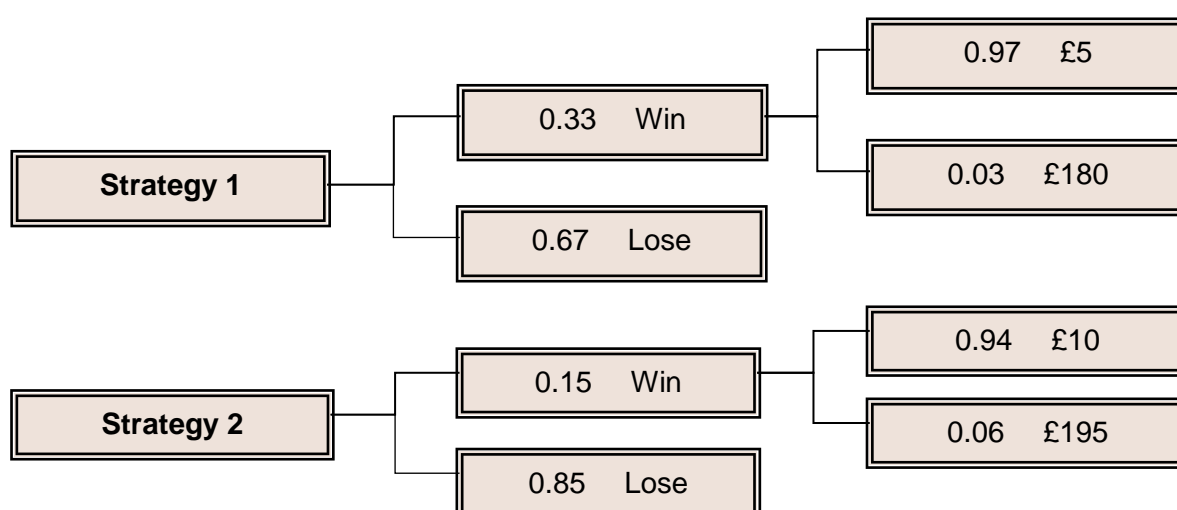 0.97 £5
0.33 Win
0.03 £180
Strategy 1
0.67 Lose
0.94 £10
0.15 Win
Strategy 2
0.06 £195
0.85 Lose